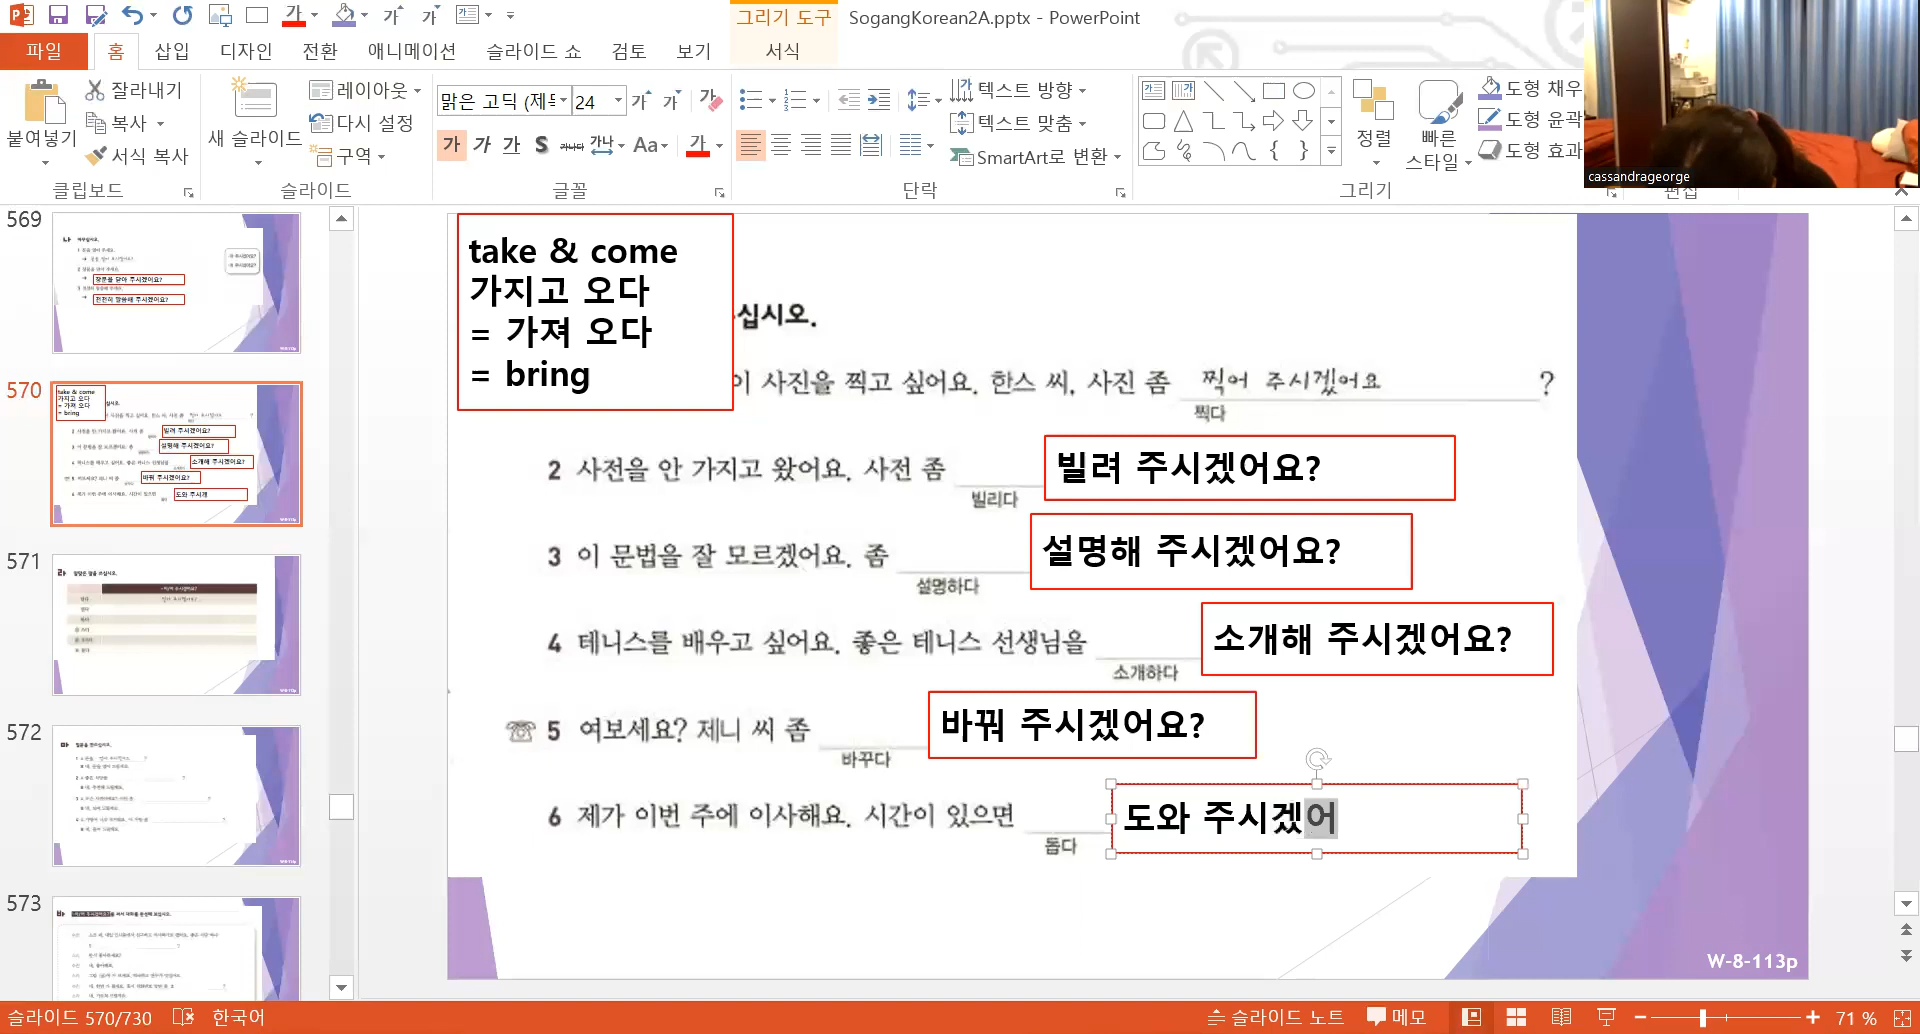 그리기 도구
SogangKorean2A.pptx - PowerPoint
파일 홈 삽입 디자인 전환 애니메이션 슬라이드 쇼 검토 보기 서식
붙여넣기
잘라내기
복사
서식 복사
클립보드
새 슬라이드
레이아웃
다시 설정
구역
슬라이드
맑은 고딕 (제목 24
글꼴
텍스트 방향
텍스트 맞춤
SmartArt로 변환
단락
정렬
빠른 스타일
도형 채우
도형 윤곽
도형 효과
그리기
편집
cassandrageorge
569
570
571
572
573
take & come
가지고 오다
= 가져 오다
= bring
십시오.
이 사진을 찍고 싶어요. 한스 씨, 사진 좀 찍어 주시겠어요 ?
찍다
2 사전을 안 가지고 왔어요. 사전 좀 빌려 주시겠어요?
빌리다
3 이 문법을 잘 모르겠어요. 좀 설명해 주시겠어요?
설명하다
4 테니스를 배우고 싶어요. 좋은 테니스 선생님을 소개해 주시겠어요?
소개하다
5 여보세요? 제니 씨 좀 바꿔 주시겠어요?
바꾸다
6 제가 이번 주에 이사해요. 시간이 있으면 도와 주시겠어
돕다
W-8-113p
슬라이드 570/730 한국어 슬라이드 노트 메모 71 %